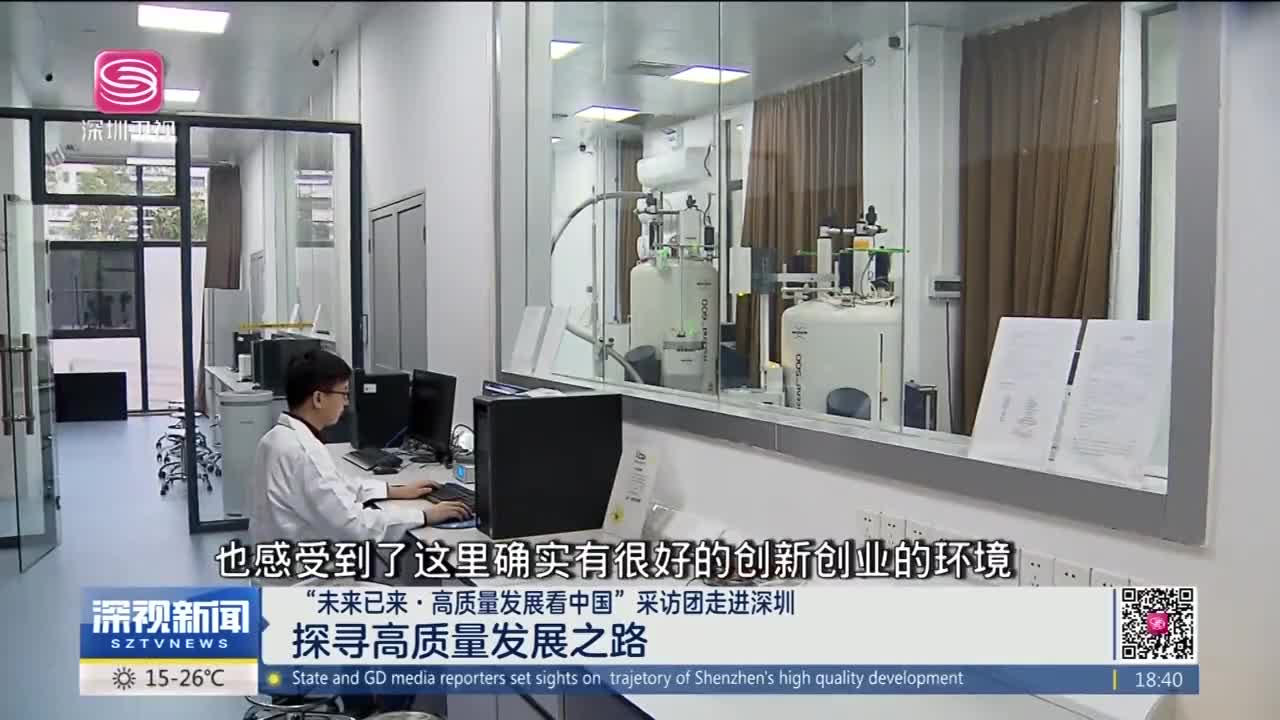 深圳卫视
也感受到了这里确实有很好的创新创业的环境
深视新闻
SZTVNEWS
“未来已来·高质量发展看中国”采访团走进深圳
探寻高质量发展之路
15-26℃
State and GD media reporters set sights on trajetory of Shenzhen's high quality development
18:40